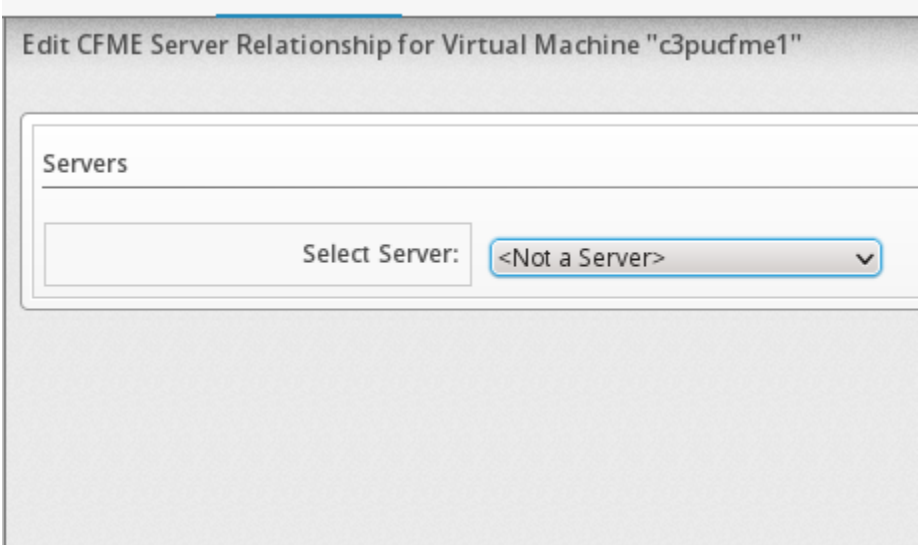 Edit CFME Server Relationship for Virtual Machine "c3pucfme1"
Servers
Select Server: <Not a Server>